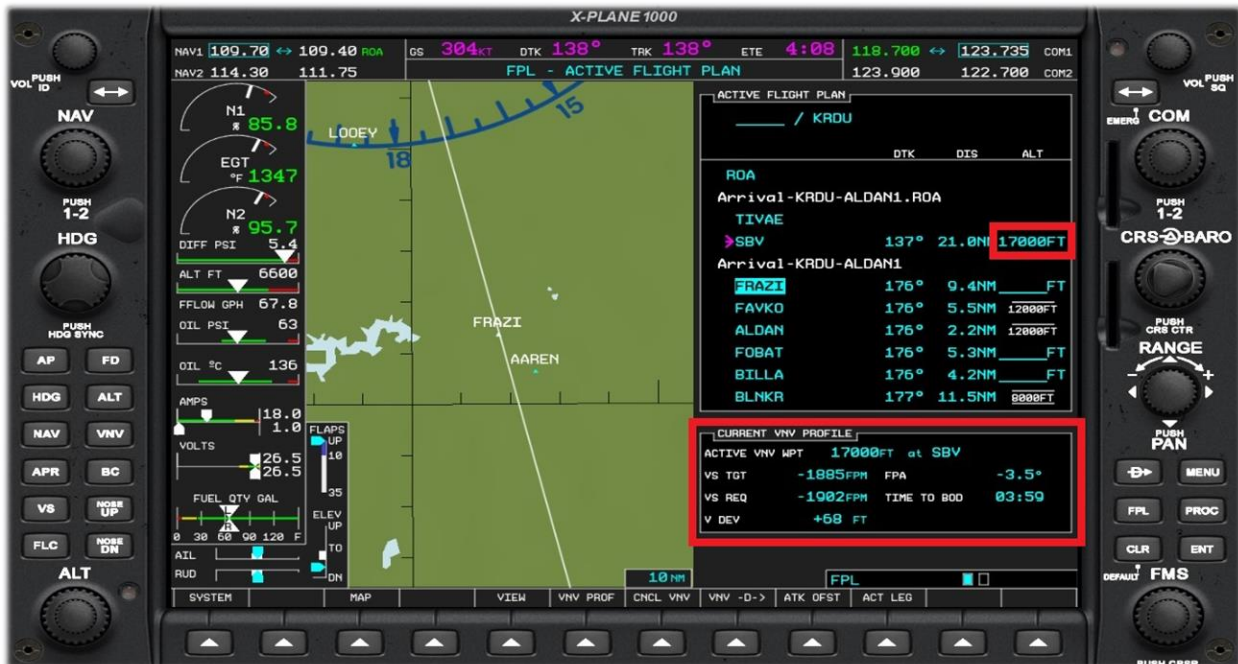 X-PLANE 1000
NAV1 109.70 ↔ 109.40 ROA GS 304KT DTK 138° TRK 138° ETE 4:08 118.700 ↔ 123.735 COM1
NAV2 114.30 111.75 FPL - ACTIVE FLIGHT PLAN 123.900 122.700 COM2
VOL PUSH ID
NAV
PUSH
1-2
HDG
PUSH
HDG SYNC
AP FD
HDG ALT
NAV VNV
APR BC
VS NOSE UP
FLC NOSE DN
ALT
N1
% 85.8
EGT
°F 1347
N2
% 95.7
DIFF PSI 5.4
ALT FT 6600
FFLOW GPH 67.8
OIL PSI 63
OIL °C 136
AMPS
18.0
1.0
VOLTS
26.5
26.5
FUEL QTY GAL
L
R
0 30 60 90 120 F
AIL
RUD
FLAPS
UP
10
35
ELEV
UP
TO
DN
LOOEY
15
18
FRAZI
AAREN
10 NM
ACTIVE FLIGHT PLAN
_____ / KRDU
DTK DIS ALT
ROA
Arrival-KRDU-ALDAN1.ROA
TIVAE
SBV 137° 21.0NM 17000FT
Arrival-KRDU-ALDAN1
FRAZI 176° 9.4NM _____FT
FAVKO 176° 5.5NM 12000FT
ALDAN 176° 2.2NM 12000FT
FOBAT 176° 5.3NM _____FT
BILLA 176° 4.2NM _____FT
BLNKR 177° 11.5NM 8000FT
CURRENT VNV PROFILE
ACTIVE VNV WPT 17000FT at SBV
VS TGT -1885FPM FPA -3.5°
VS REQ -1902FPM TIME TO BOD 03:59
V DEV +68 FT
FPL
SYSTEM MAP VIEW VNV PROF CNCL VNV VNV -D-> ATK OFST ACT LEG
VOL PUSH SQ
EMERG COM
PUSH
1-2
CRS BARO
PUSH
CRS CTR
RANGE
- +
PUSH
PAN
D MENU
FPL PROC
CLR ENT
DEFAULT FMS
PUSH CRSR